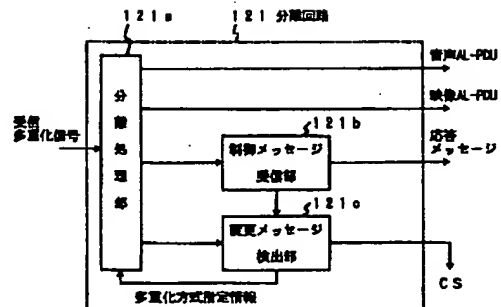 121a
121 分離回路
音声AL-PDU
映像AL-PDU
受信
多重化信号
分離処理部
121b
制御メッセージ
受信部
応答
メッセージ
121c
変更メッセージ
検出部
多重化方式指定情報
CS